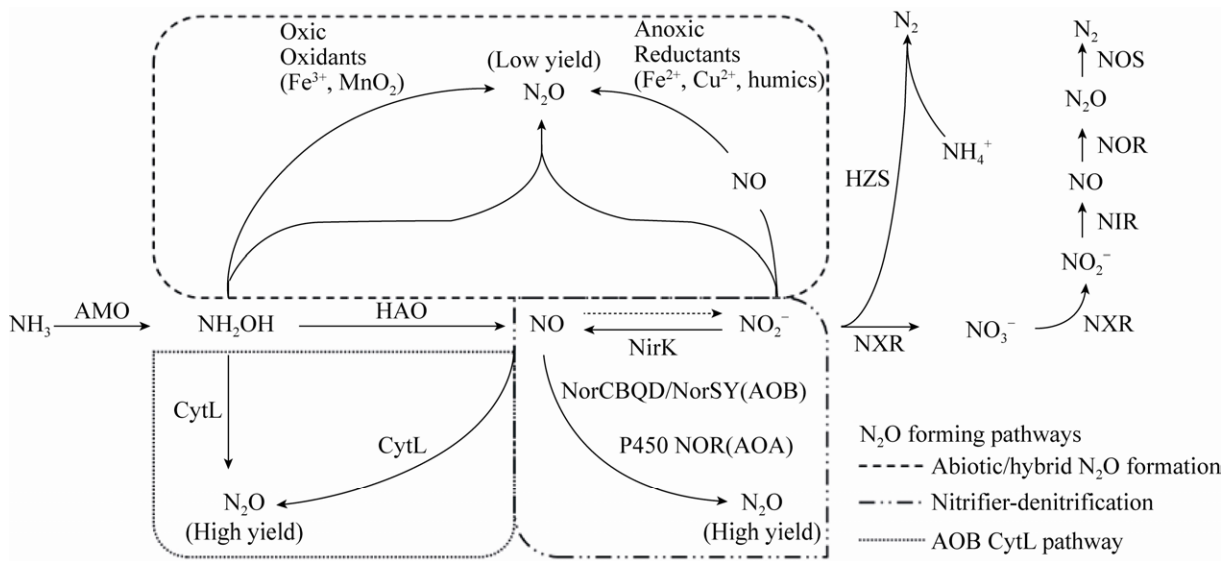 Oxic
Oxidants
(Fe³⁺, MnO₂)
(Low yield)
N₂O
Anoxic
Reductants
(Fe²⁺, Cu²⁺, humics)
NO
N₂
HZS
NH₄⁺
N₂
NOS
N₂O
NOR
NO
NIR
NO₂⁻
NH₃
AMO
NH₂OH
HAO
NO
NirK
NO₂⁻
NXR
NO₃⁻
NXR
CytL
CytL
N₂O
(High yield)
NorCBQD/NorSY(AOB)
P450 NOR(AOA)
N₂O
(High yield)
N₂O forming pathways
Abiotic/hybrid N₂O formation
Nitrifier-denitrification
AOB CytL pathway